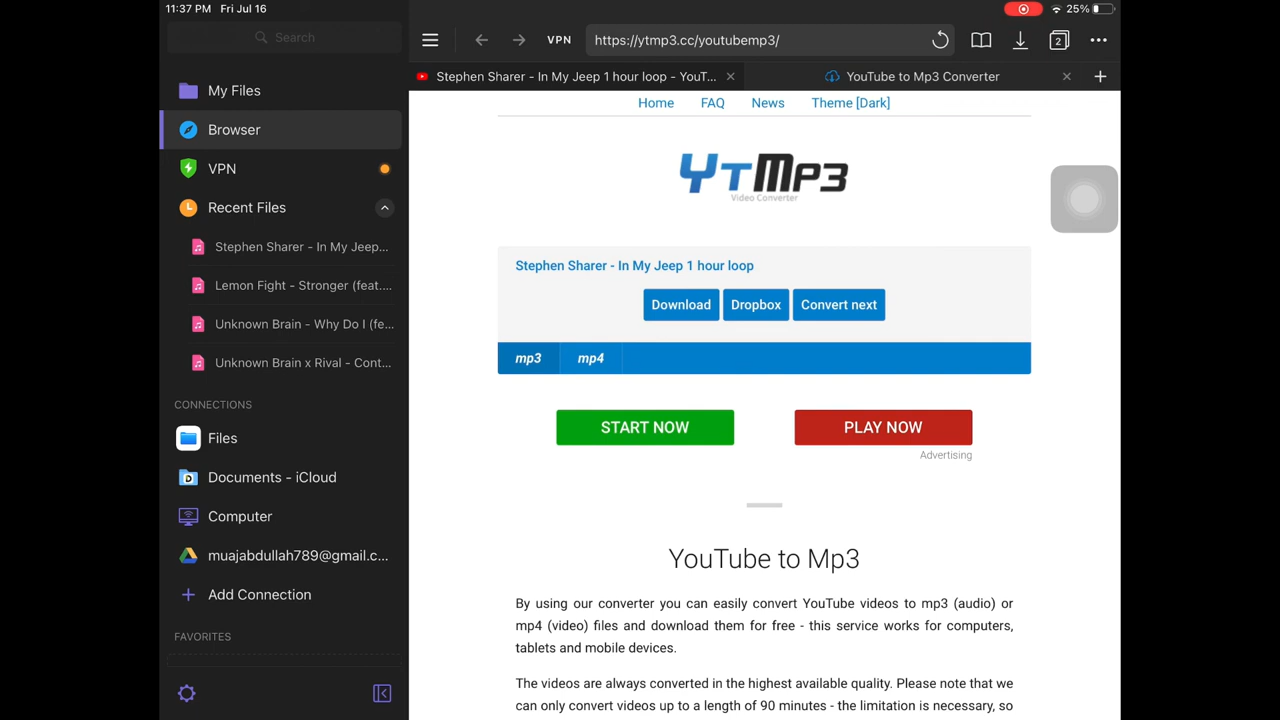 11:37 PM Fri Jul 16
25%
Search
My Files
Browser
VPN
Recent Files
Stephen Sharer - In My Jeep...
Lemon Fight - Stronger (feat....
Unknown Brain - Why Do I (fe...
Unknown Brain x Rival - Cont...
CONNECTIONS
Files
Documents - iCloud
Computer
muajabdullah789@gmail.c...
Add Connection
FAVORITES
VPN
https://ytmp3.cc/youtubemp3/
2
Stephen Sharer - In My Jeep 1 hour loop - YouT...
YouTube to Mp3 Converter
Home FAQ News Theme [Dark]
YTMP3
Video Converter
Stephen Sharer - In My Jeep 1 hour loop
Download Dropbox Convert next
mp3 mp4
START NOW PLAY NOW
Advertising
YouTube to Mp3
By using our converter you can easily convert YouTube videos to mp3 (audio) or
mp4 (video) files and download them for free - this service works for computers,
tablets and mobile devices.
The videos are always converted in the highest available quality. Please note that we
can only convert videos up to a length of 90 minutes - the limitation is necessary, so